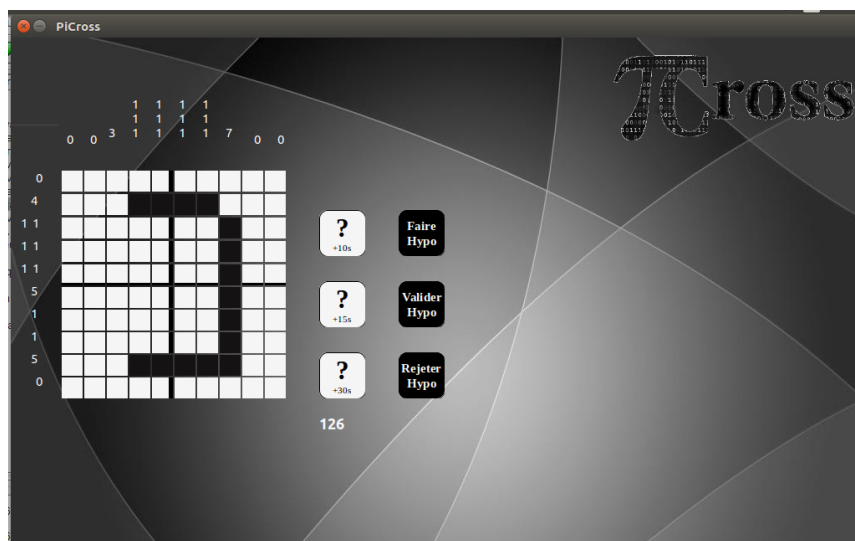 PiCross
πross
1 1 1 1
1 1 1 1
0 0 3 1 1 1 1 7 0 0
0
4
1 1
1 1
1 1
5
1
1
5
0
?
+10s
Faire
Hypo
?
+15s
Valider
Hypo
?
+30s
Rejeter
Hypo
126